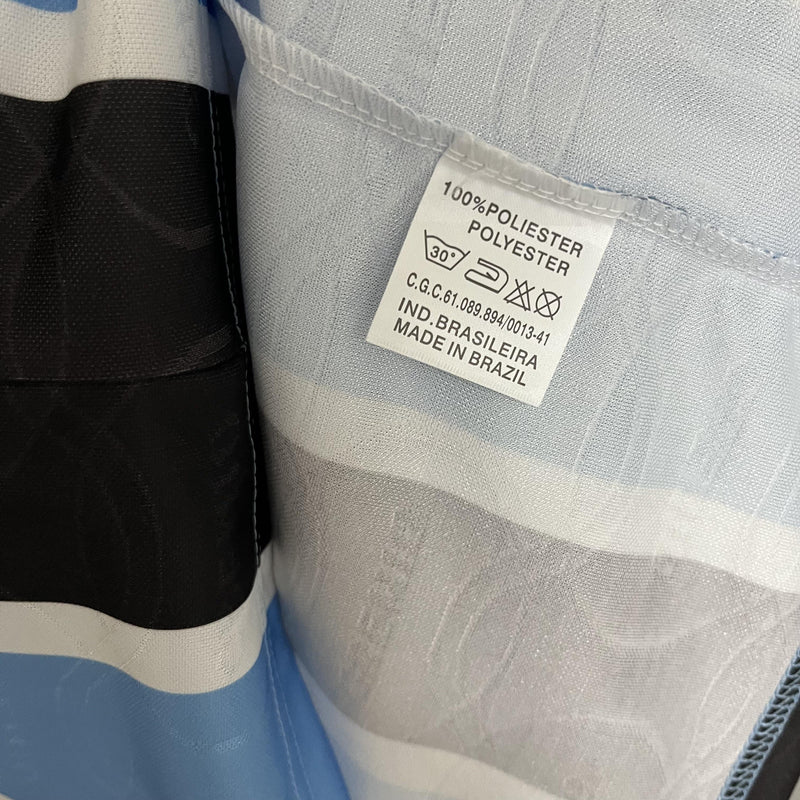 100%POLIESTER
POLYESTER
30°
C.G.C.61.089.894/0013-41
IND.BRASILEIRA
MADE IN BRAZIL